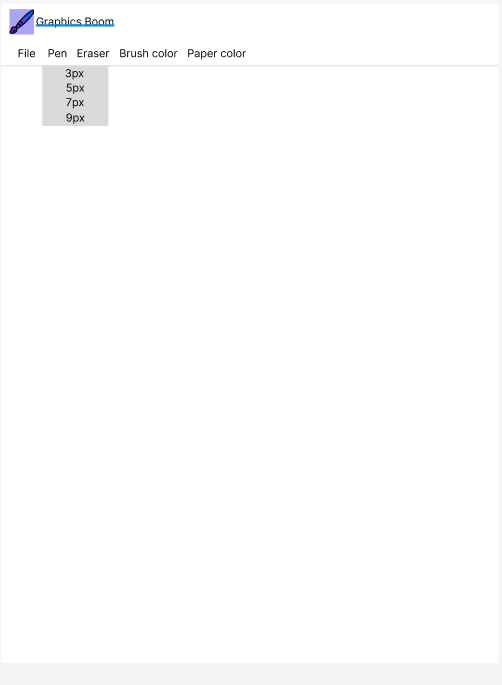 Graphics Boom
File Pen Eraser Brush color Paper color
3px
5px
7px
9px